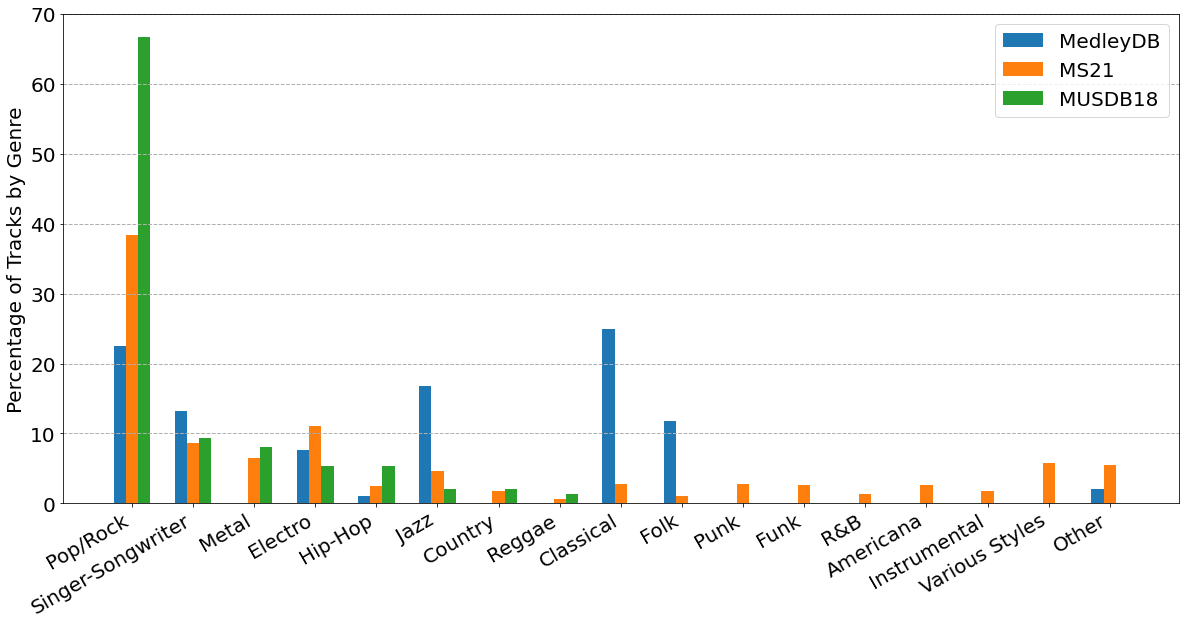 Percentage of Tracks by Genre
70
60
50
40
30
20
10
0
MedleyDB
MS21
MUSDB18
Pop/Rock
Singer-Songwriter
Metal
Electro
Hip-Hop
Jazz
Country
Reggae
Classical
Folk
Punk
Funk
R&B
Americana
Instrumental
Various Styles
Other